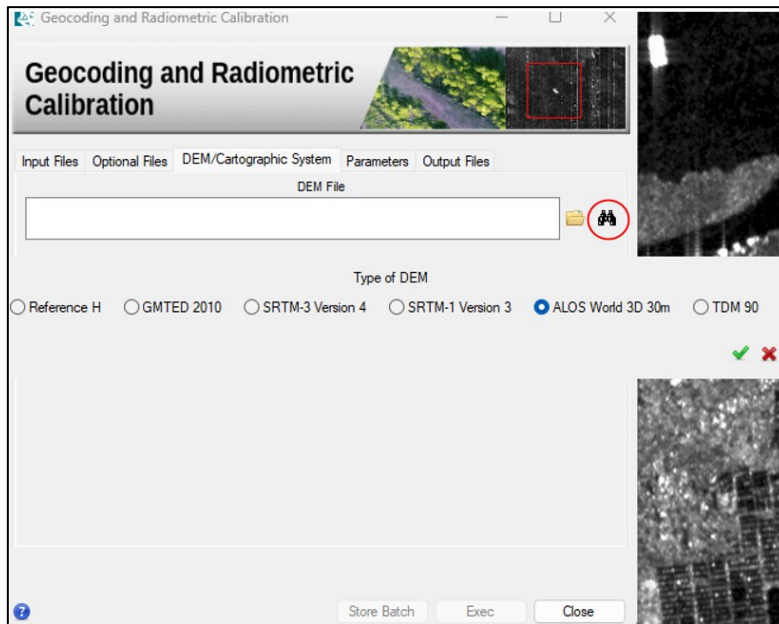 Geocoding and Radiometric Calibration
Geocoding and Radiometric
Calibration
Input Files Optional Files DEM/Cartographic System Parameters Output Files
DEM File
Type of DEM
Reference H GMTED 2010 SRTM-3 Version 4 SRTM-1 Version 3 ALOS World 3D 30m TDM 90
Store Batch Exec Close